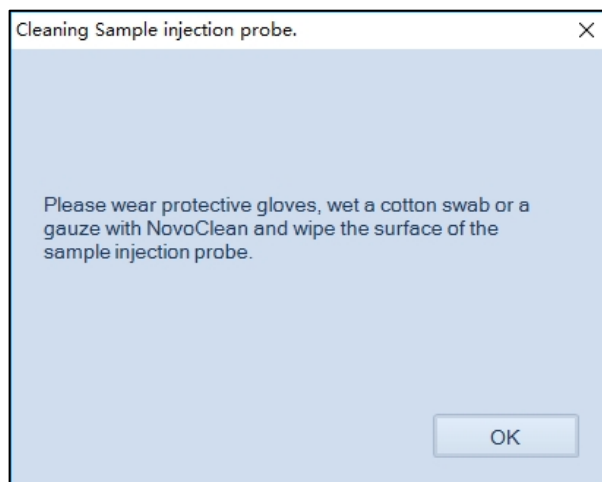 Cleaning Sample injection probe.
Please wear protective gloves, wet a cotton swab or a
gauze with NovoClean and wipe the surface of the
sample injection probe.
OK